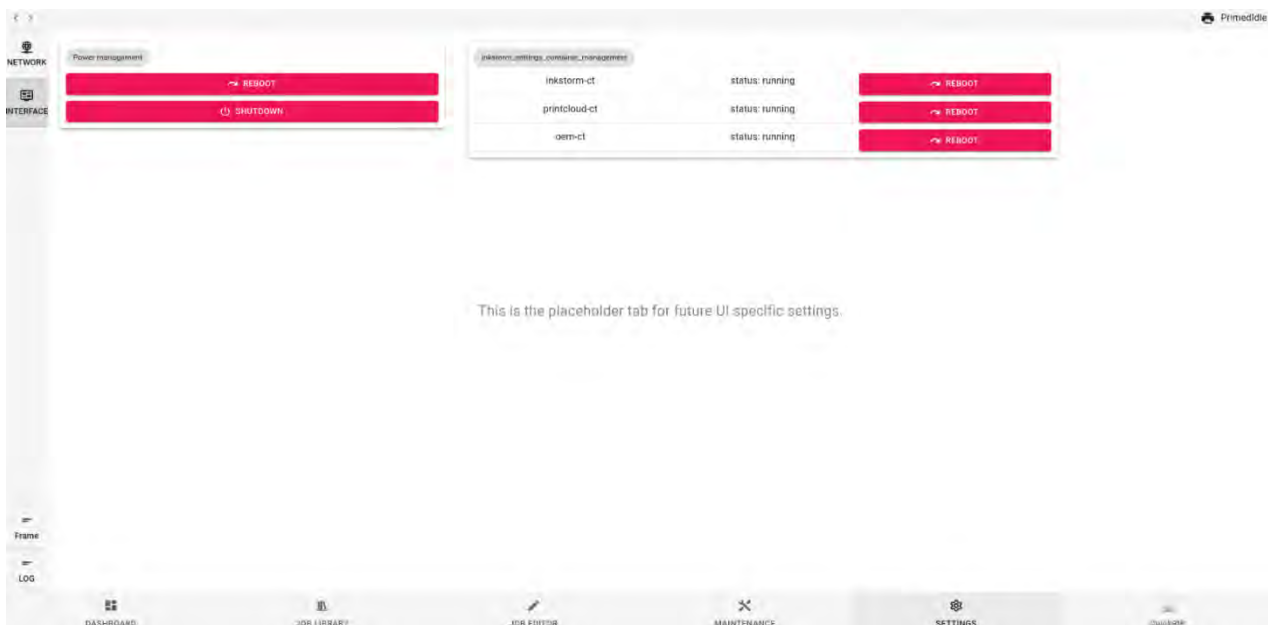 PrimedIdle
NETWORK
INTERFACE
Power management
REBOOT
SHUTDOWN
inkstorm_settings_container_management
inkstorm-ct status: running REBOOT
printcloud-ct status: running REBOOT
oem-ct status: running REBOOT
This is the placeholder tab for future UI specific settings.
Frame
LOG
DASHBOARD JOB LIBRARY JOB EDITOR MAINTENANCE SETTINGS